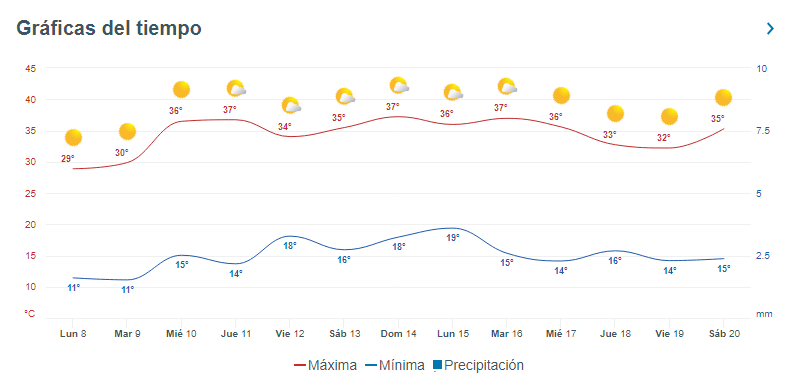 Gráficas del tiempo
45 10
40
35 7.5
30
25 5
20
15 2.5
10
°C mm
29° 30° 36° 37° 34° 35° 37° 36° 37° 36° 33° 32° 35°
11° 11° 15° 14° 18° 16° 18° 19° 15° 14° 16° 14° 15°
Lun 8 Mar 9 Mié 10 Jue 11 Vie 12 Sáb 13 Dom 14 Lun 15 Mar 16 Mié 17 Jue 18 Vie 19 Sáb 20
Máxima Mínima Precipitación